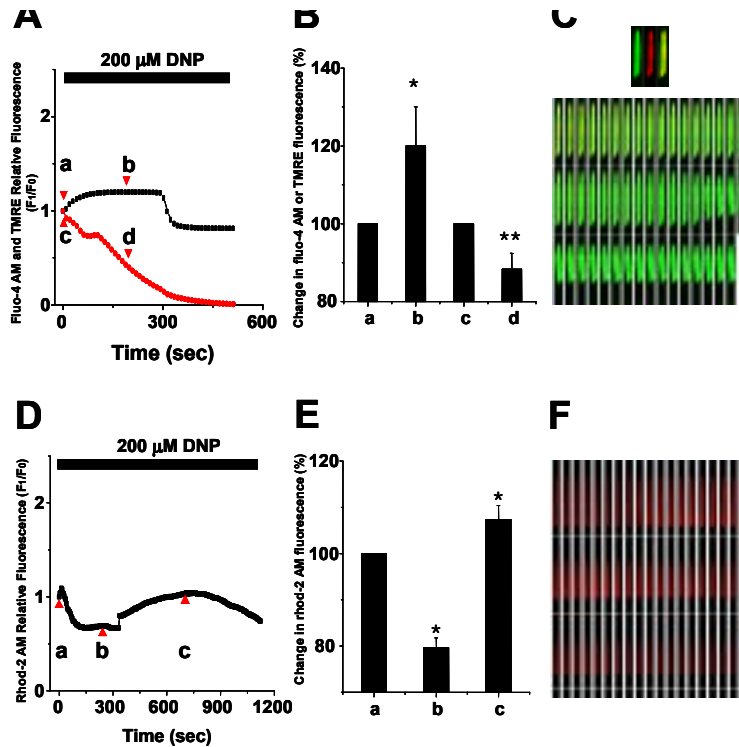 A
B
C
200 µM DNP
Fluo-4 AM and TMRE Relative Fluorescence
(F1/F0)
2
1
0
a
b
c
d
0
300
600
Time (sec)
Change in fluo-4 AM or TMRE fluorescence (%)
140
120
100
80
*
**
a
b
c
d
D
E
F
200 µM DNP
Rhod-2 AM Relative Fluorescence (F1/F0)
2
1
0
a
b
c
0
300
600
900
1200
Time (sec)
Change in rhod-2 AM fluorescence (%)
120
100
80
*
*
a
b
c